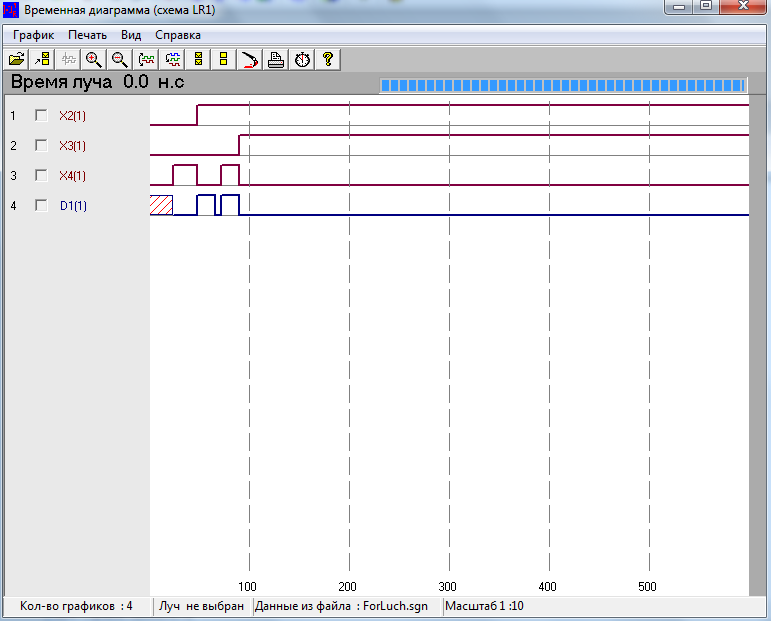 Временная диаграмма (схема LR1)
График Печать Вид Справка
Время луча 0.0 н.с
1 X2(1)
2 X3(1)
3 X4(1)
4 D1(1)
100 200 300 400 500
Кол-во графиков : 4 Луч не выбран Данные из файла : ForLuch.sgn Масштаб 1 :10